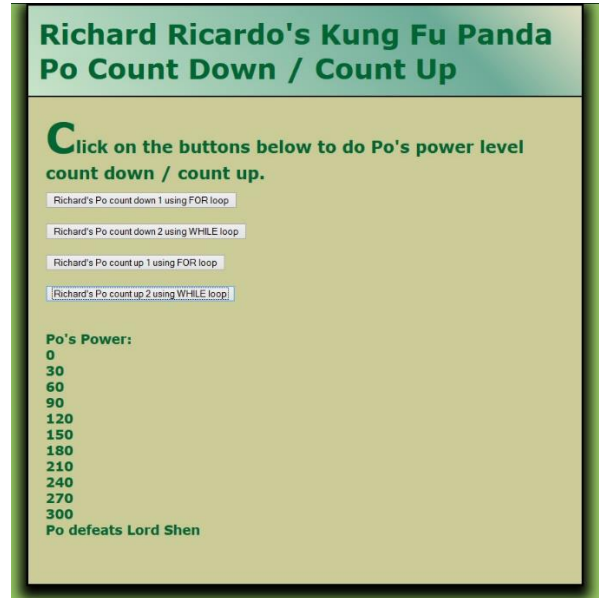 Richard Ricardo's Kung Fu Panda
Po Count Down / Count Up
Click on the buttons below to do Po's power level
count down / count up.
Richard's Po count down 1 using FOR loop
Richard's Po count down 2 using WHILE loop
Richard's Po count up 1 using FOR loop
Richard's Po count up 2 using WHILE loop
Po's Power:
0
30
60
90
120
150
180
210
240
270
300
Po defeats Lord Shen